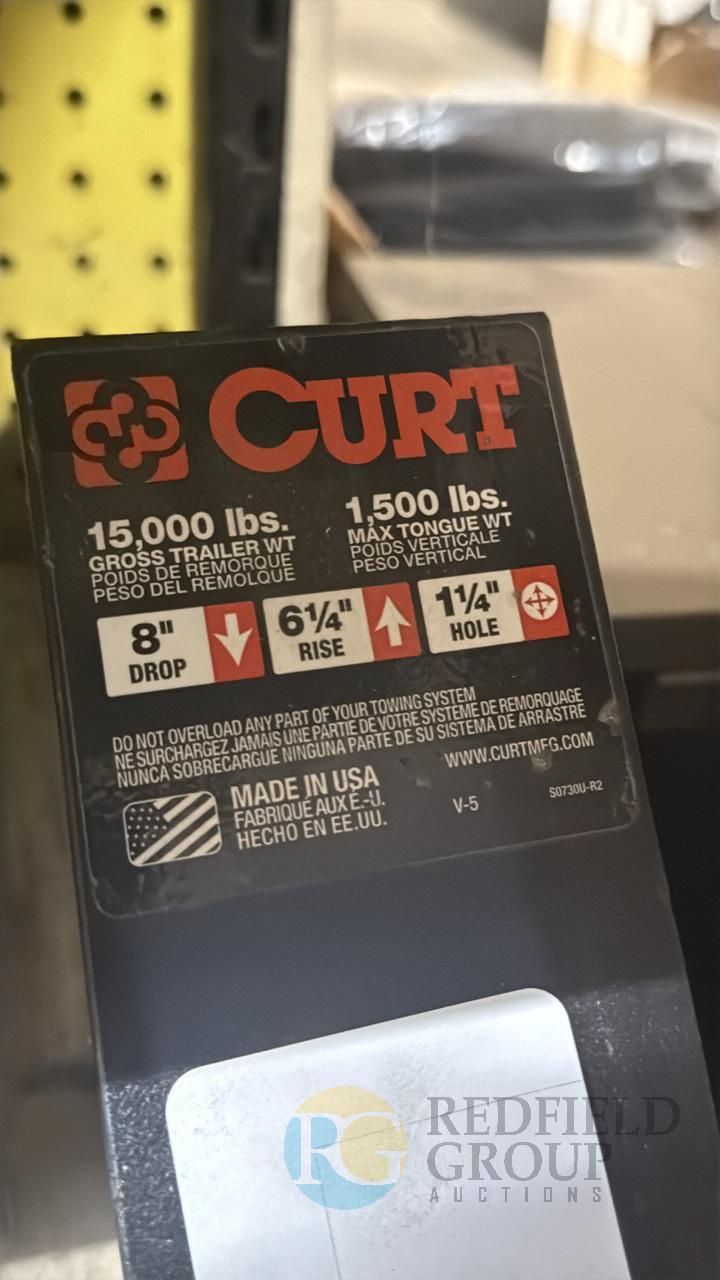 CURT
15,000 lbs.
GROSS TRAILER WT
POIDS DE REMORQUE
PESO DEL REMOLQUE
1,500 lbs.
MAX TONGUE WT
POIDS VERTICALE
PESO VERTICAL
8"
DROP
6¼"
RISE
1¼"
HOLE
DO NOT OVERLOAD ANY PART OF YOUR TOWING SYSTEM
NE SURCHARGEZ JAMAIS UNE PARTIE DE VOTRE SYSTEME DE REMORQUAGE
NUNCA SOBRECARGUE NINGUNA PARTE DE SU SISTEMA DE ARRASTRE
WWW.CURTMFG.COM
MADE IN USA
FABRIQUÉ AUX É.-U.
HECHO EN EE.UU.
V-5
S0730U-R2
RG
REDFIELD
GROUP
AUCTIONS